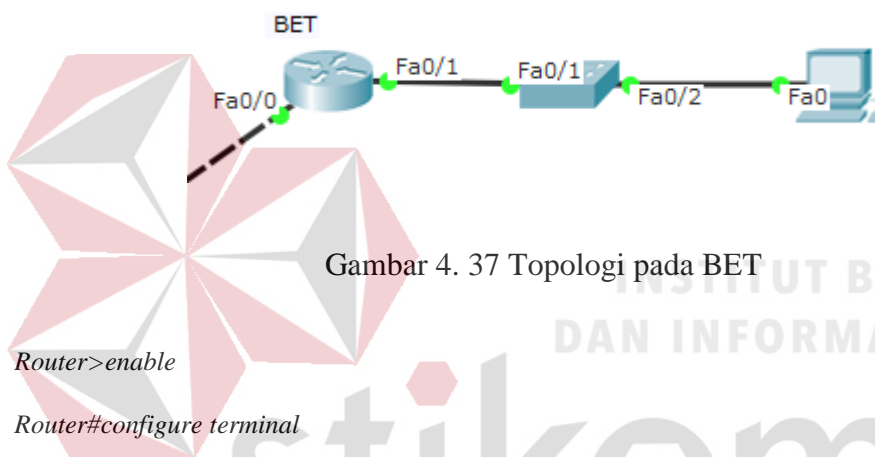 BET
Fa0/1
Fa0/1
Fa0/0
Fa0/2
Fa0
Gambar 4. 37 Topologi pada BET
INSTITUT B
DAN INFORMA
Router>enable
Router#configure terminal
stikom